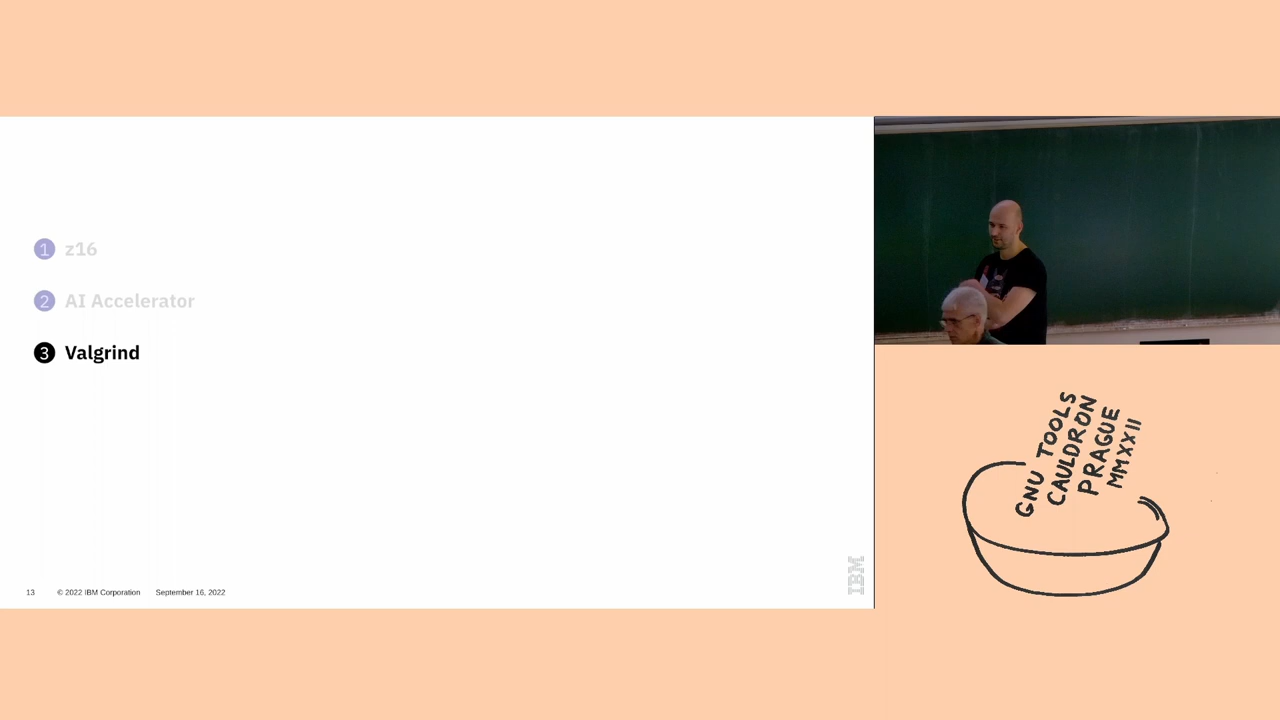 1 z16
2 AI Accelerator
3 Valgrind
13 © 2022 IBM Corporation September 16, 2022
IBM
GNU TOOLS
CAULDRON
PRAGUE
MMXXII